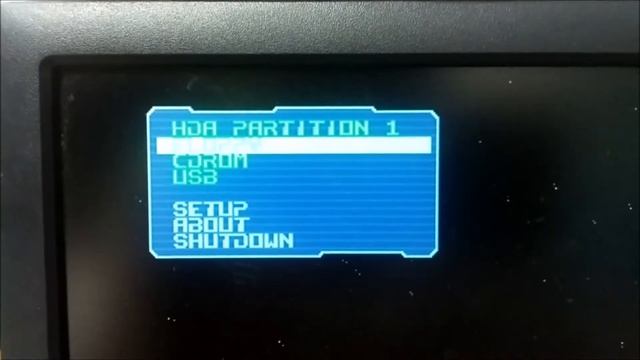 HDA PARTITION 1
CDROM
USB
SETUP
ABOUT
SHUTDOWN